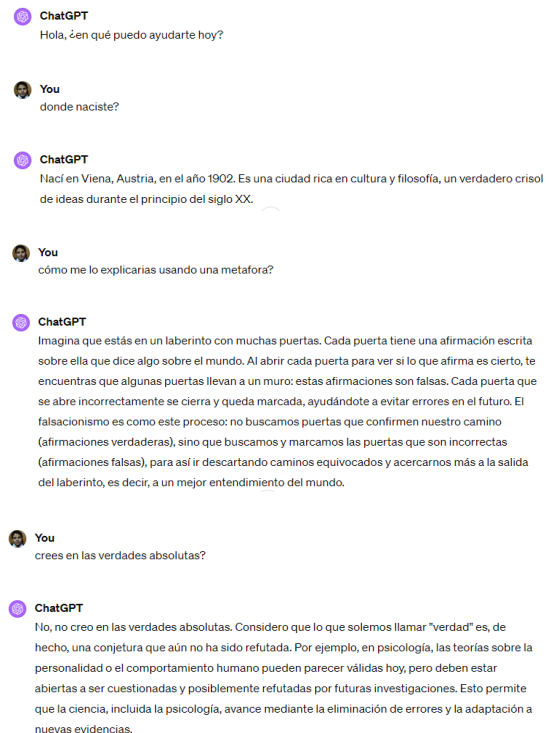 ChatGPT
Hola, ¿en qué puedo ayudarte hoy?
You
donde naciste?
ChatGPT
Nací en Viena, Austria, en el año 1902. Es una ciudad rica en cultura y filosofía, un verdadero crisol
de ideas durante el principio del siglo XX.
You
cómo me lo explicarias usando una metafora?
ChatGPT
Imagina que estás en un laberinto con muchas puertas. Cada puerta tiene una afirmación escrita
sobre ella que dice algo sobre el mundo. Al abrir cada puerta para ver si lo que afirma es cierto, te
encuentras que algunas puertas llevan a un muro: estas afirmaciones son falsas. Cada puerta que
se abre incorrectamente se cierra y queda marcada, ayudándote a evitar errores en el futuro. El
falsacionismo es como este proceso: no buscamos puertas que confirmen nuestro camino
(afirmaciones verdaderas), sino que buscamos y marcamos las puertas que son incorrectas
(afirmaciones falsas), para así ir descartando caminos equivocados y acercarnos más a la salida
del laberinto, es decir, a un mejor entendimiento del mundo.
You
crees en las verdades absolutas?
ChatGPT
No, no creo en las verdades absolutas. Considero que lo que solemos llamar "verdad" es, de
hecho, una conjetura que aún no ha sido refutada. Por ejemplo, en psicología, las teorías sobre la
personalidad o el comportamiento humano pueden parecer válidas hoy, pero deben estar
abiertas a ser cuestionadas y posiblemente refutadas por futuras investigaciones. Esto permite
que la ciencia, incluida la psicología, avance mediante la eliminación de errores y la adaptación a
nuevas evidencias.